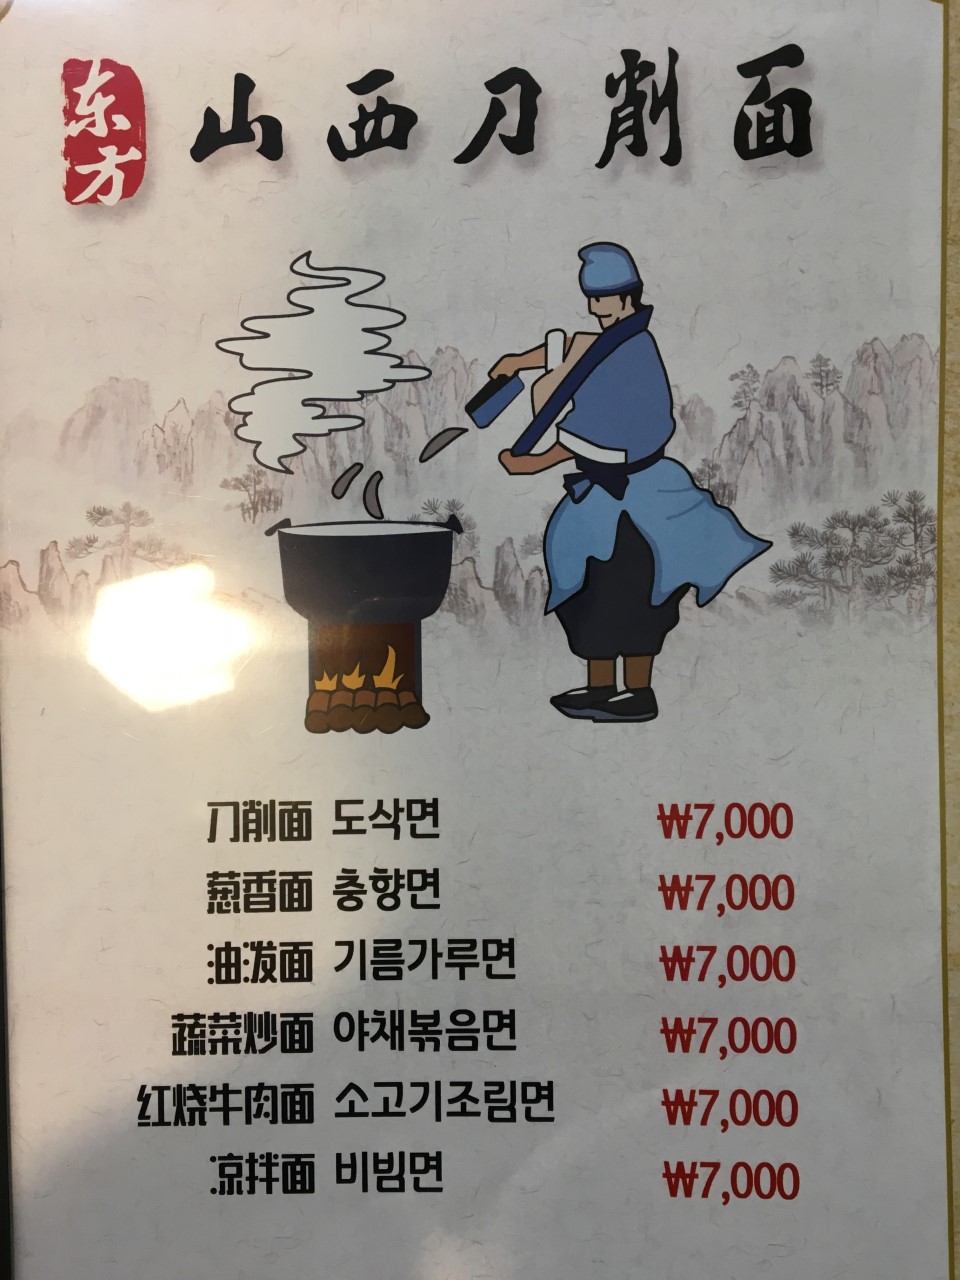 东方
山西刀削面
刀削面 도삭면 ₩7,000
葱香面 총향면 ₩7,000
油泼面 기름가루면 ₩7,000
蔬菜炒面 야채볶음면 ₩7,000
红烧牛肉面 소고기조림면 ₩7,000
凉拌面 비빔면 ₩7,000